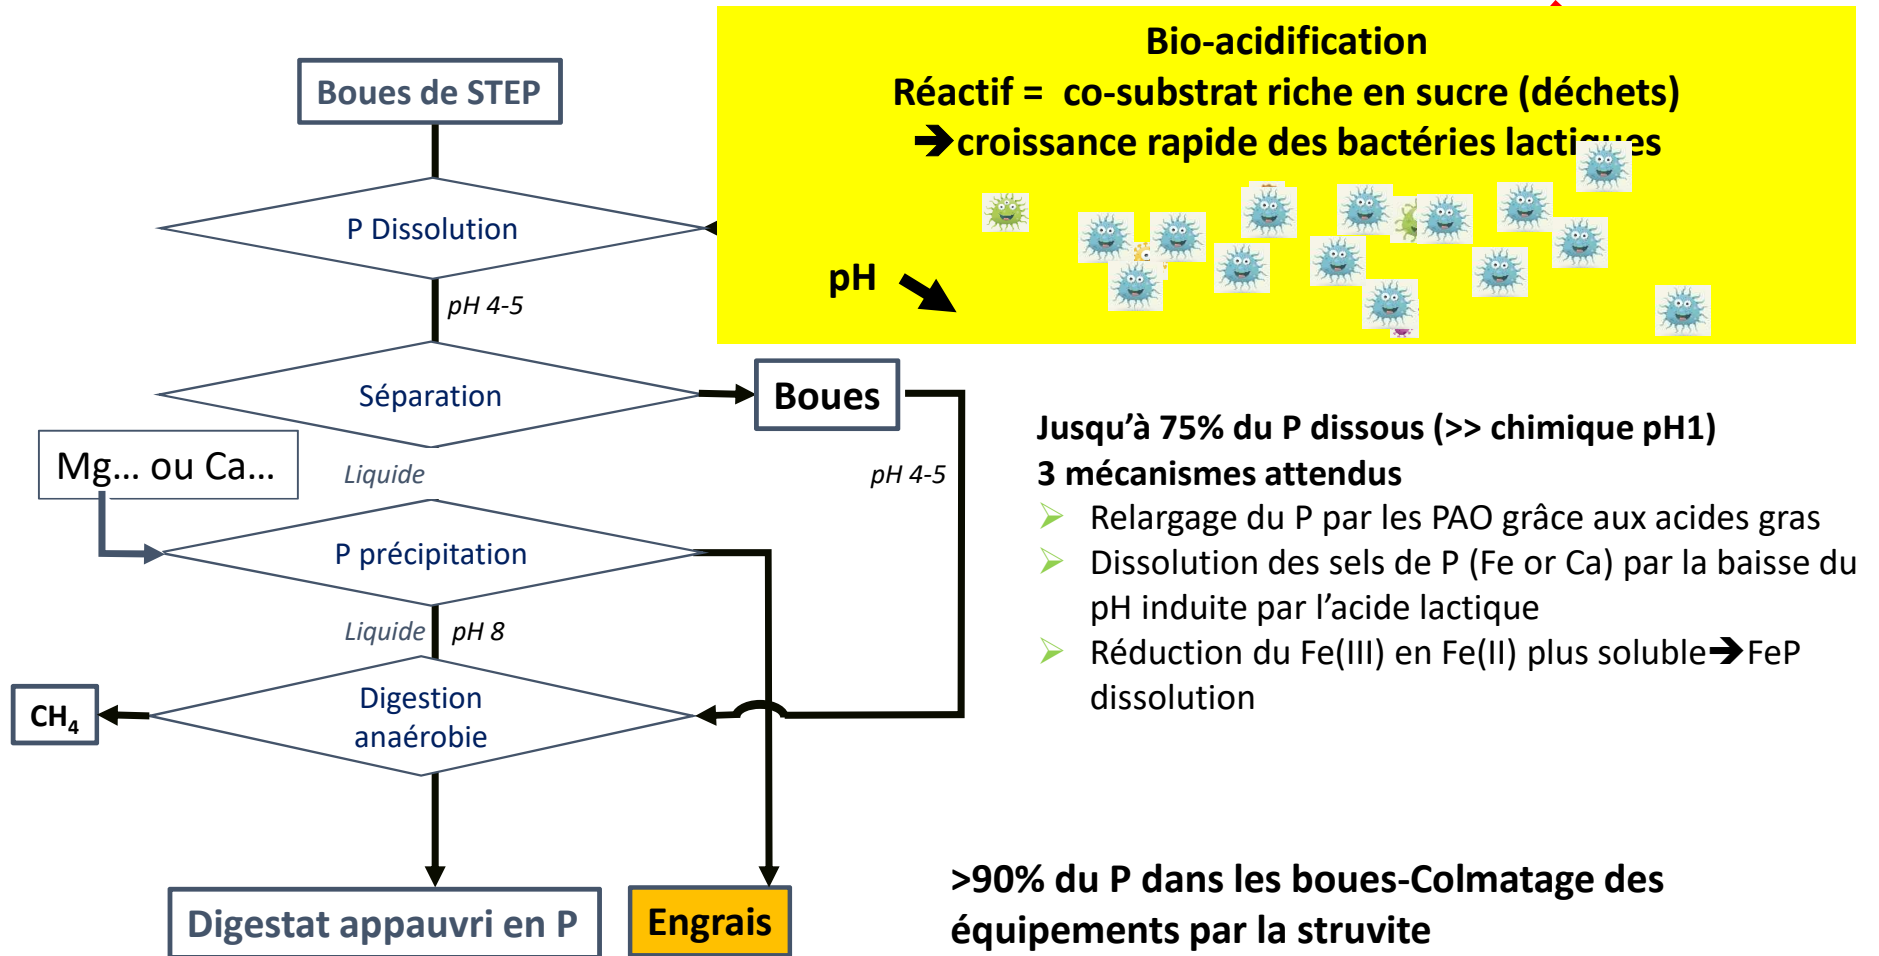 Bio-acidification
Réactif = co-substrat riche en sucre (déchets)
➔croissance rapide des bactéries lactiques
pH
Boues de STEP
P Dissolution
pH 4-5
Séparation
Boues
Mg... ou Ca...
Liquide
pH 4-5
P précipitation
Liquide
pH 8
Digestion
anaérobie
CH₄
Digestat appauvri en P
Engrais
Jusqu’à 75% du P dissous (>> chimique pH1)
3 mécanismes attendus
➢ Relargage du P par les PAO grâce aux acides gras
➢ Dissolution des sels de P (Fe or Ca) par la baisse du
pH induite par l’acide lactique
➢ Réduction du Fe(III) en Fe(II) plus soluble➔FeP
dissolution
>90% du P dans les boues-Colmatage des
équipements par la struvite